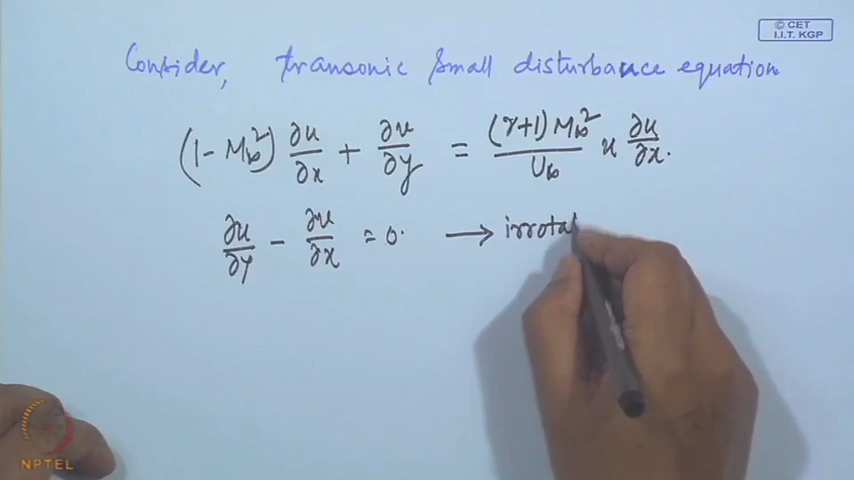 © CET
I.I.T. KGP
Consider, transonic small disturbance equation
(1 - M∞²) ∂u/∂x + ∂v/∂y = (γ+1) M∞²/U∞ u ∂u/∂x.
∂u/∂y - ∂v/∂x = 0. → irrotat
NPTEL